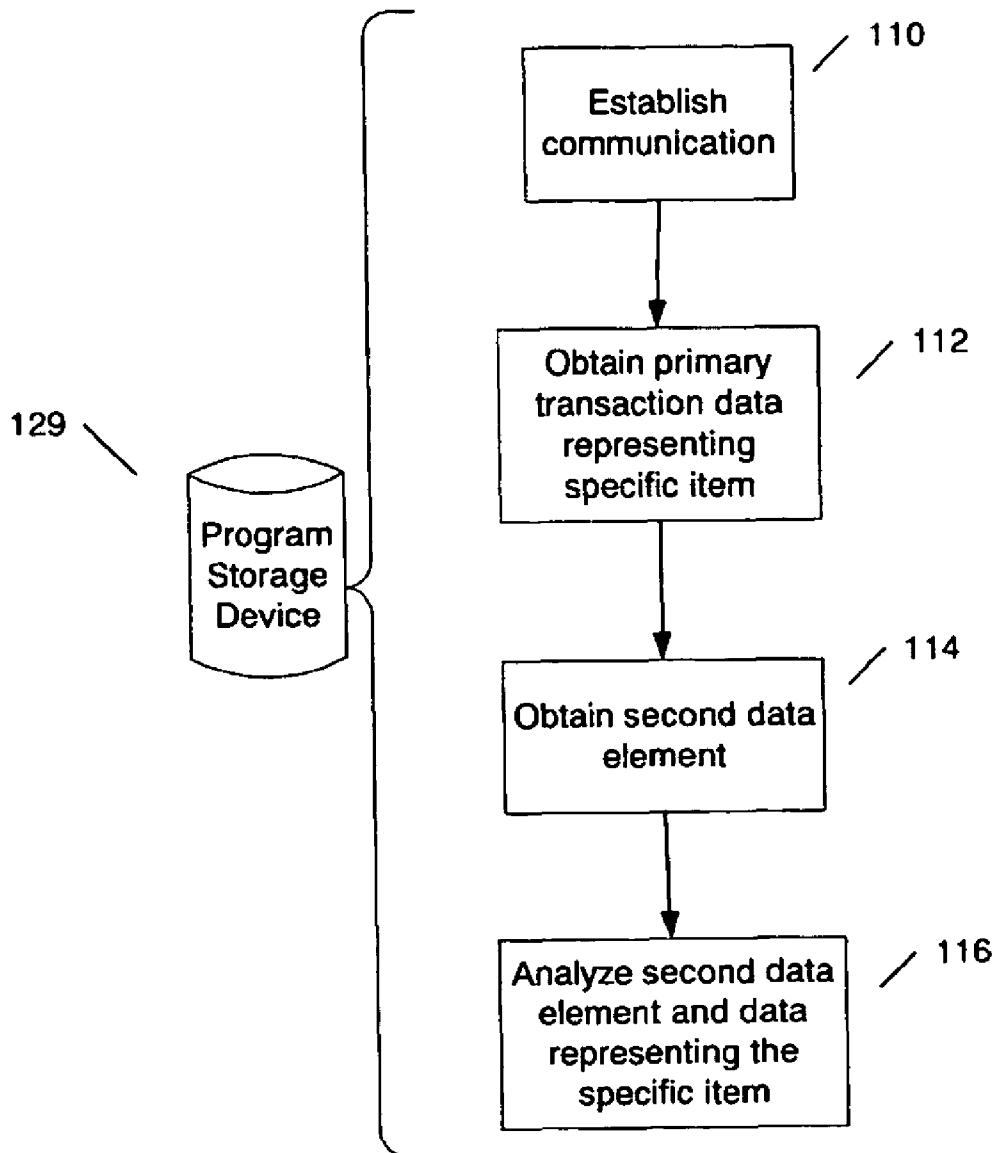 110
Establish
communication
112
Obtain primary
transaction data
representing
specific item
129
Program
Storage
Device
114
Obtain second data
element
116
Analyze second data
element and data
representing the
specific item